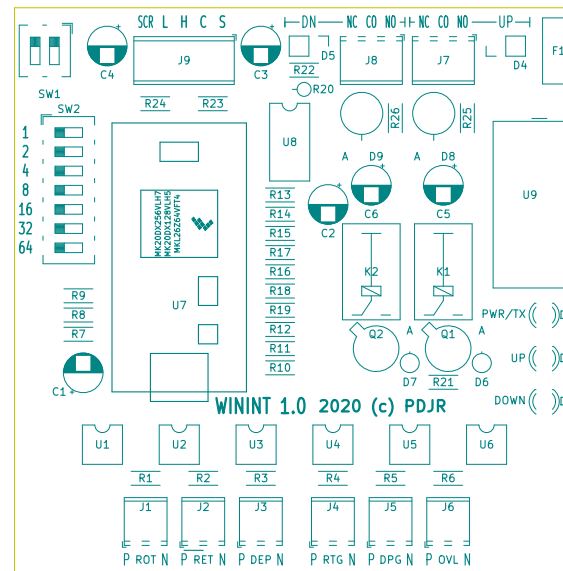 SCR L H C S
DN
NC CO NO
NC CO NO
UP
J9
J8
J7
D5
D4
F1
C4
C3
R22
R20
SW1
SW2
R24
R23
R26
R25
U8
1
2
4
8
16
32
64
A D9
A D8
MK20DX256VLH7
MK20DX128VLH5
MKL26Z64VFT4
R13
R14
R15
R17
R16
R18
R19
R12
R11
R10
C2
C6
C5
U9
K2
K1
U7
R9
R8
R7
C1
PWR/TX
D
UP
D
DOWN
D
Q2
A
Q1
A
D7
R21
D6
WININT 1.0 2020 (c) PDJR
U1
U2
U3
U4
U5
U6
R1
R2
R3
R4
R5
R6
J1
J2
J3
J4
J5
J6
P ROT N
P RET N
P DEP N
P RTG N
P DPG N
P OVL N